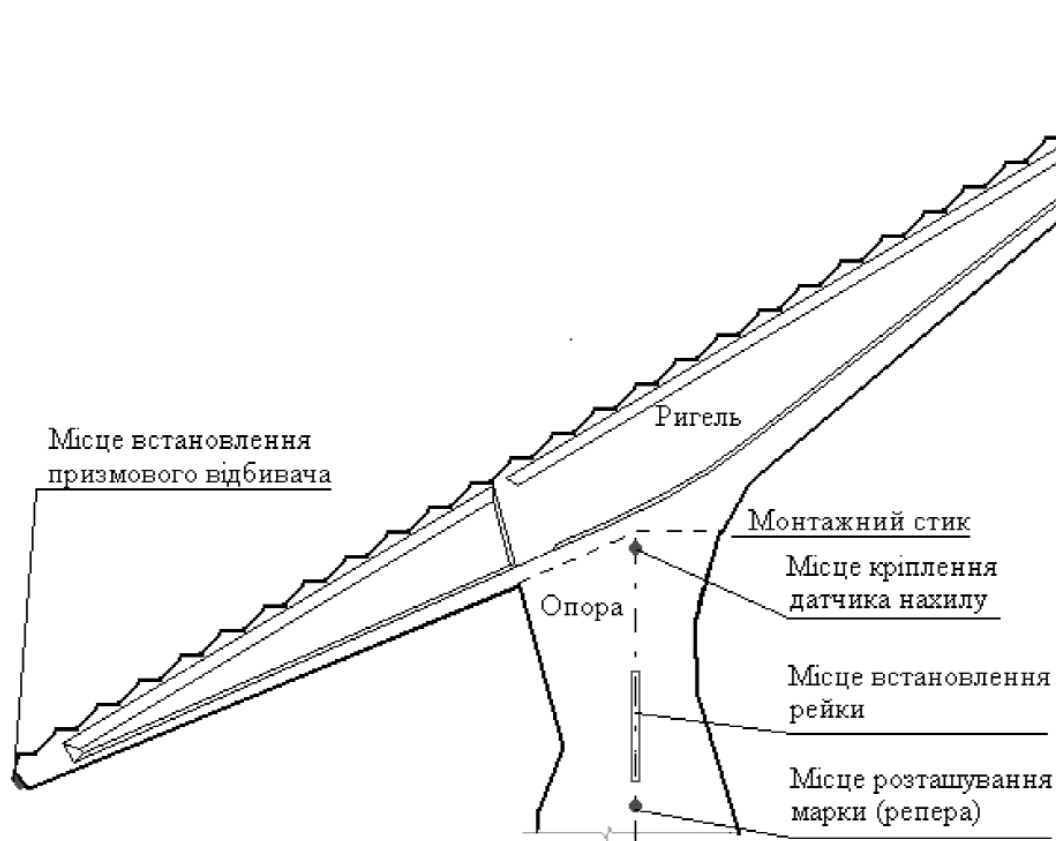 Ригель
Місце встановлення
призмового відбивача
Монтажний стик
Місце кріплення
датчика нахилу
Опора
Місце встановлення
рейки
Місце розташування
марки (репера)